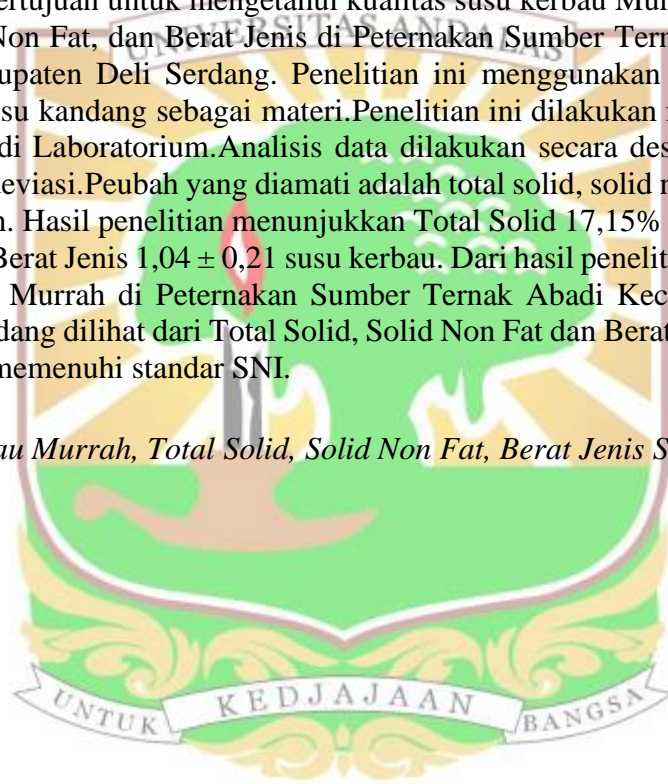 ertujuan untuk mengetahui kualitas susu kerbau Mur
UNIVERSITAS ANDALAS
Non Fat, dan Berat Jenis di Peternakan Sumber Tern
upaten Deli Serdang. Penelitian ini menggunakan
su kandang sebagai materi.Penelitian ini dilakukan
di Laboratorium.Analisis data dilakukan secara des
leviasi.Peubah yang diamati adalah total solid, solid n
n. Hasil penelitian menunjukkan Total Solid 17,15%
Berat Jenis 1,04 ± 0,21 susu kerbau. Dari hasil penelit
Murrah di Peternakan Sumber Ternak Abadi Kec
dang dilihat dari Total Solid, Solid Non Fat dan Berat
memenuhi standar SNI.
au Murrah, Total Solid, Solid Non Fat, Berat Jenis S
UNTUK KEDJAJAAN BANGSA